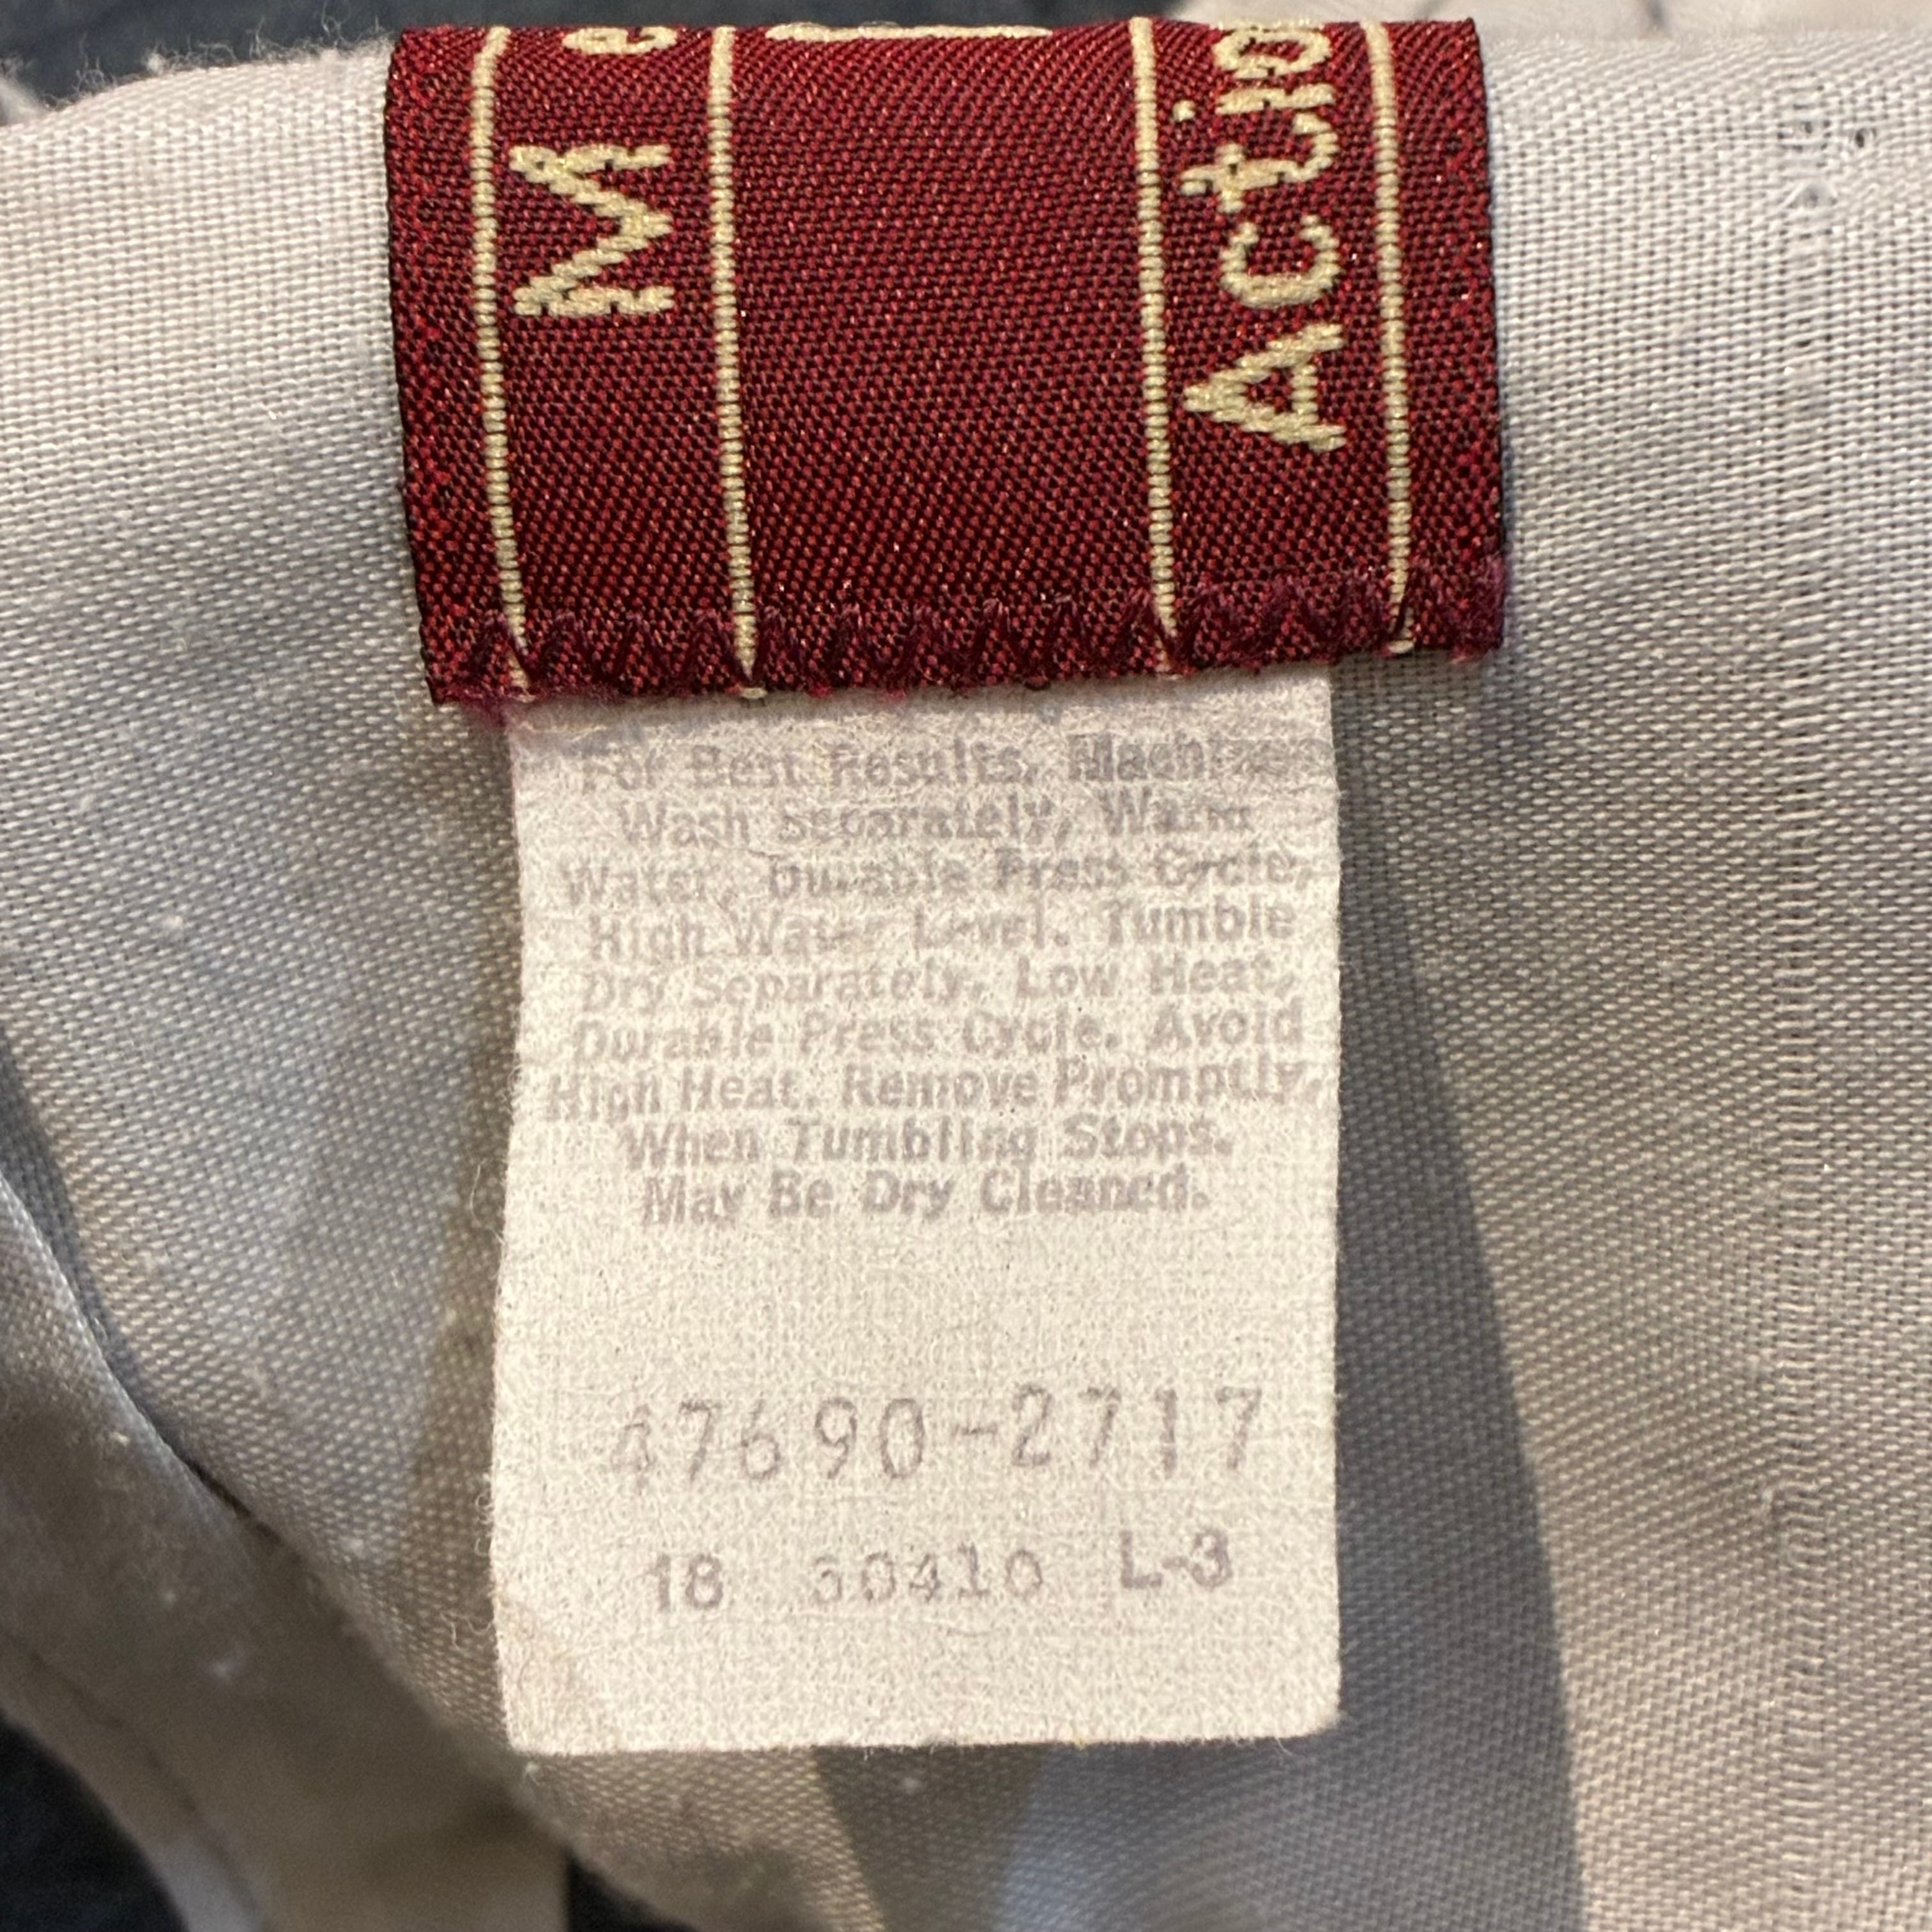 M e
Actio
For Best Results, Machine
Wash Separately, Warm
Water, Durable Press Cycle,
High Water Level. Tumble
Dry Separately, Low Heat,
Durable Press Cycle. Avoid
High Heat. Remove Promptly,
When Tumbling Stops.
May Be Dry Cleaned.
47690-2717
18 L-3